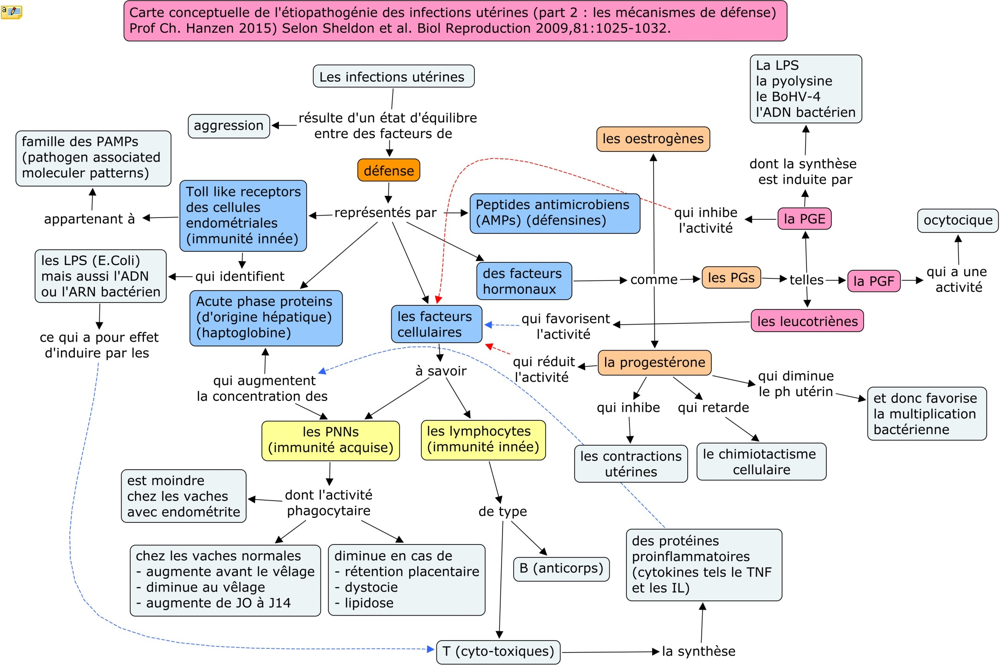 a
Carte conceptuelle de l'étiopathogénie des infections utérines (part 2 : les mécanismes de défense)
Prof Ch. Hanzen 2015) Selon Sheldon et al. Biol Reproduction 2009,81:1025-1032.
Les infections utérines
résulte d'un état d'équilibre
entre des facteurs de
aggression
défense
représentés par
famille des PAMPs
(pathogen associated
moleculer patterns)
appartenant à
Toll like receptors
des cellules
endométriales
(immunité innée)
qui identifient
les LPS (E.Coli)
mais aussi l'ADN
ou l'ARN bactérien
ce qui a pour effet
d'induire par les
Acute phase proteins
(d'origine hépatique)
(haptoglobine)
qui augmentent
la concentration des
Peptides antimicrobiens
(AMPs) (défensines)
des facteurs
hormonaux
comme
les oestrogènes
les PGs
telles
la PGE
dont la synthèse
est induite par
La LPS
la pyolysine
le BoHV-4
l'ADN bactérien
qui inhibe
l'activité
la PGF
qui a une
activité
ocytocique
les leucotriènes
qui favorisent
l'activité
les facteurs
cellulaires
à savoir
la progestérone
qui réduit
l'activité
qui inhibe
les contractions
utérines
qui retarde
le chimiotactisme
cellulaire
qui diminue
le ph utérin
et donc favorise
la multiplication
bactérienne
les PNNs
(immunité acquise)
les lymphocytes
(immunité innée)
dont l'activité
phagocytaire
est moindre
chez les vaches
avec endométrite
chez les vaches normales
- augmente avant le vêlage
- diminue au vêlage
- augmente de JO à J14
diminue en cas de
- rétention placentaire
- dystocie
- lipidose
de type
B (anticorps)
T (cyto-toxiques)
la synthèse
des protéines
proinflammatoires
(cytokines tels le TNF
et les IL)